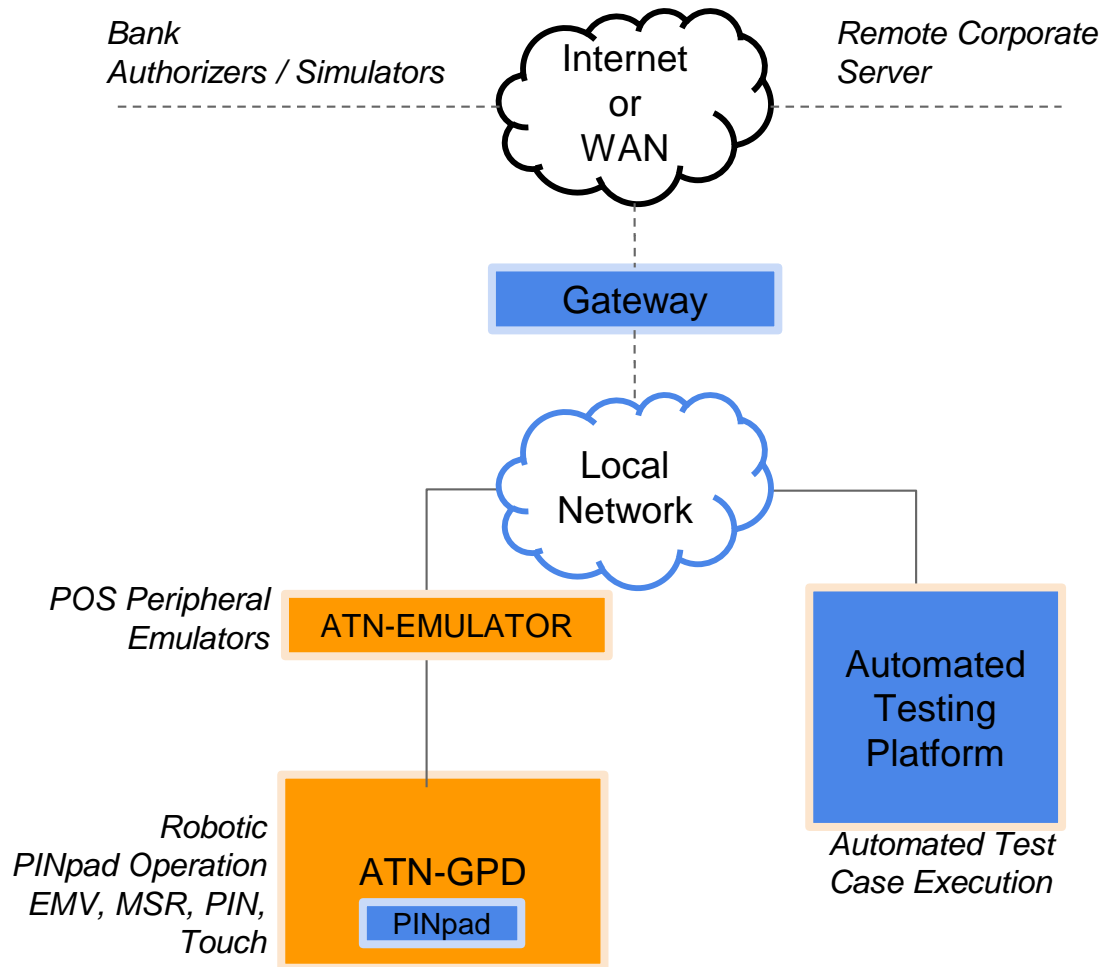 Bank
Authorizers / Simulators
Remote Corporate
Server
Internet
or
WAN
Gateway
Local
Network
POS Peripheral
Emulators
ATN-EMULATOR
Automated
Testing
Platform
Robotic
PINpad Operation
EMV, MSR, PIN,
Touch
ATN-GPD
PINpad
Automated Test
Case Execution